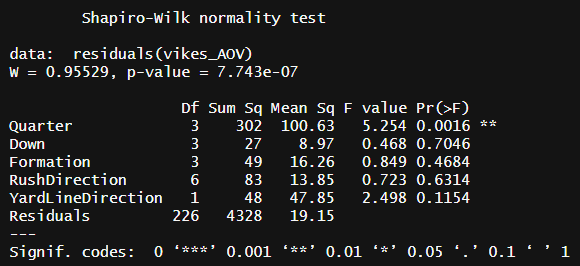 Shapiro-Wilk normality test
data:  residuals(vikes_AOV)
W = 0.95529, p-value = 7.743e-07
Df Sum Sq Mean Sq F value Pr(>F)
Quarter 3 302 100.63 5.254 0.0016 **
Down 3 27 8.97 0.468 0.7046
Formation 3 49 16.26 0.849 0.4684
RushDirection 6 83 13.85 0.723 0.6314
YardLineDirection 1 48 47.85 2.498 0.1154
Residuals 226 4328 19.15
---
Signif. codes:  0 ‘***’ 0.001 ‘**’ 0.01 ‘*’ 0.05 ‘.’ 0.1 ‘ ’ 1